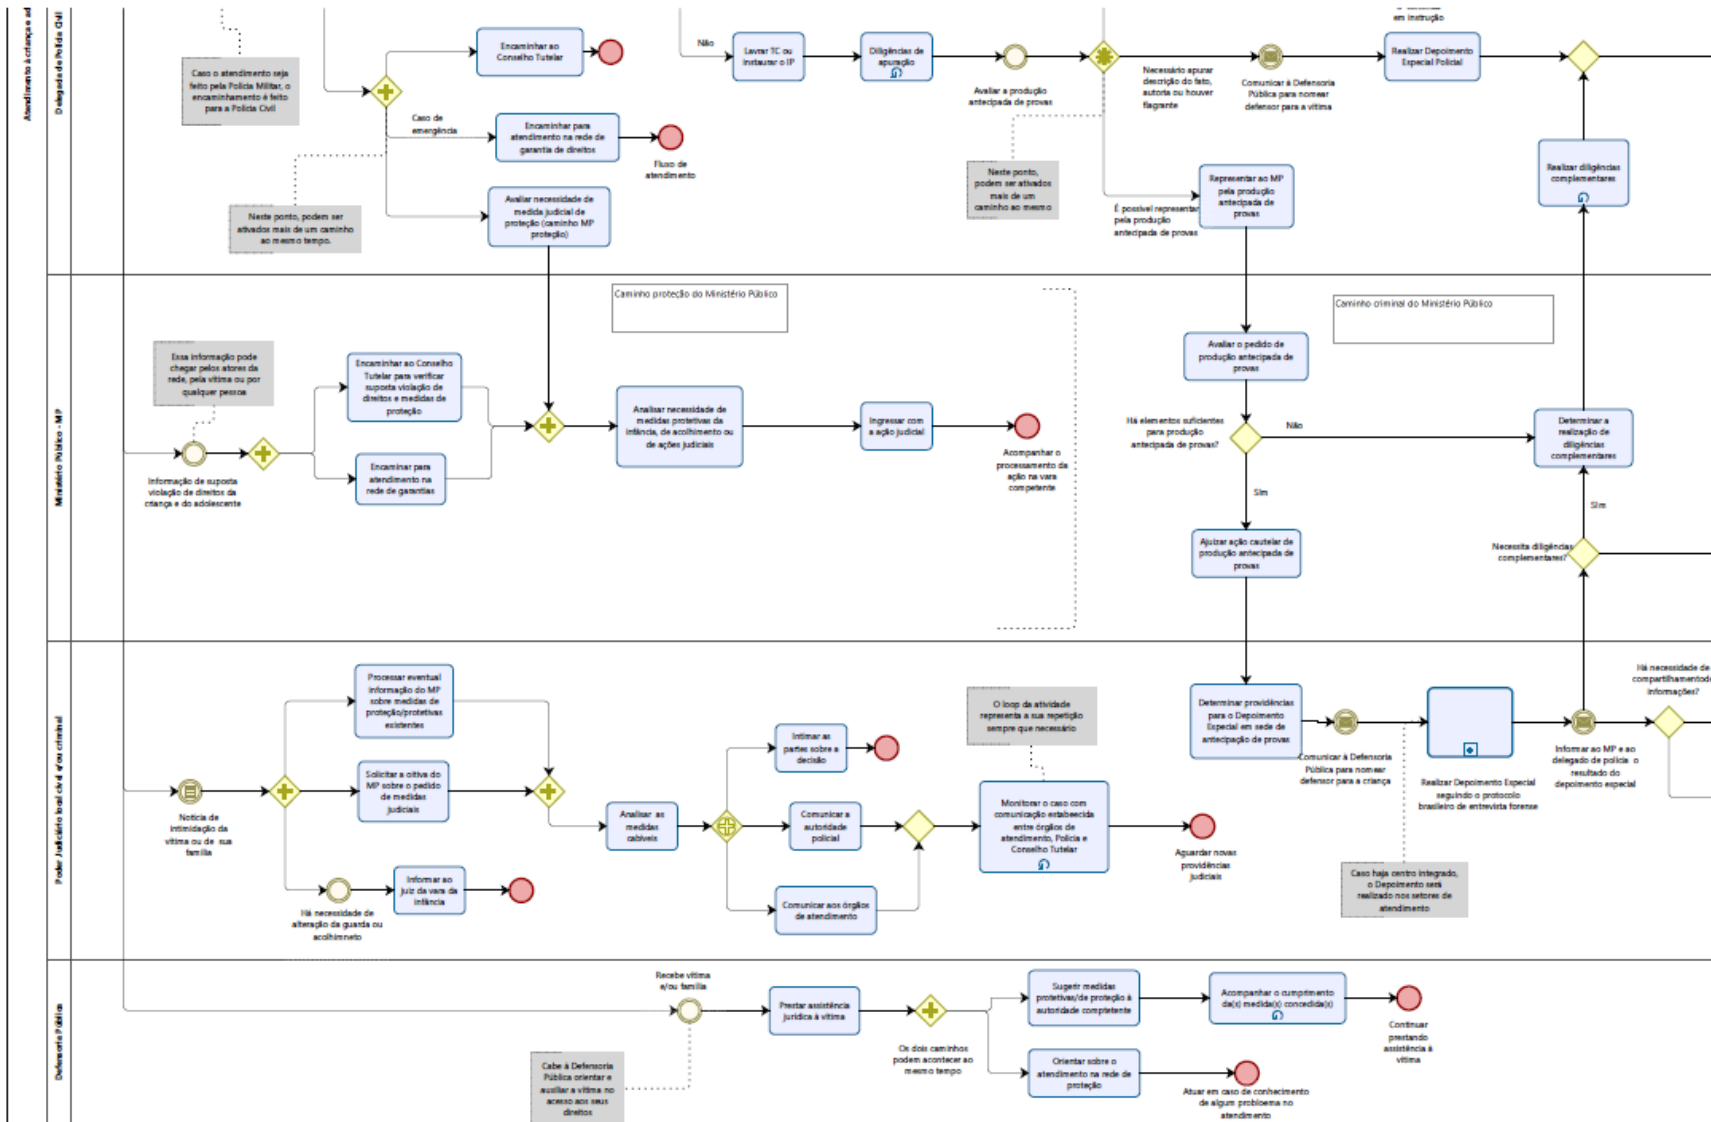 Atendimento à criança e ad
Delegacia de Polícia Civil
em instrução
Caso o atendimento seja
feito pela Polícia Militar, o
encaminhamento é feito
para a Polícia Civil
Encaminhar ao
Conselho Tutelar
Caso de
emergência
Encaminhar para
atendimento na rede de
garantia de direitos
Fluxo de
atendimento
Neste ponto, podem ser
ativados mais de um caminho
ao mesmo tempo.
Avaliar necessidade de
medida judicial de
proteção (caminho MP
proteção)
Não
Lavrar TC ou
instaurar o IP
Diligências de
apuração
Avaliar a produção
antecipada de provas
Necessário apurar
descrição do fato,
autoria ou houver
flagrante
Comunicar à Defensoria
Pública para nomear
defensor para a vítima
Realizar Depoimento
Especial Policial
Neste ponto,
podem ser ativados
mais de um
caminho ao mesmo
É possível representar
pela produção
antecipada de provas
Representar ao MP
pela produção
antecipada de
provas
Realizar diligências
complementares
Ministério Público - MP
Caminho proteção do Ministério Público
Caminho criminal do Ministério Público
Essa informação pode
chegar pelos atores da
rede, pela vítima ou por
qualquer pessoa
Informação de suposta
violação de direitos da
criança e do adolescente
Encaminhar ao Conselho
Tutelar para verificar
suposta violação de
direitos e medidas de
proteção
Encaminar para
atendimento na
rede de garantias
Analisar necessidade de
medidas protetivas da
infância, de acolhimento ou
de ações judiciais
Ingressar com
a ação judicial
Acompanhar o
processamento da
ação na vara
competente
Avaliar o pedido de
produção antecipada de
provas
Há elementos suficientes
para produção
antecipada de provas?
Não
Sim
Determinar a
realização de
diligências
complementares
Sim
Ajuizar ação cautelar de
produção antecipada de
provas
Necessita diligências
complementares?
Poder Judiciário local cível e/ou criminal
Notícia de
intimidação da
vítima ou de sua
família
Processar eventual
informação do MP
sobre medidas de
proteção/protetivas
existentes
Solicitar a oitiva do
MP sobre o pedido
de medidas
judiciais
Há necessidade de
alteração da guarda ou
acolhimneto
Informar ao
juiz da vara da
infância
Analisar as
medidas
cabíveis
Intimar as
partes sobre a
decisão
Comunicar a
autoridade
policial
Comunicar aos órgãos
de atendimento
O loop da atividade
representa a sua repetição
sempre que necessário
Monitorar o caso com
comunicação estabeecida
entre órgãos de
atendimento, Polícia e
Conselho Tutelar
Aguardar novas
providências
judiciais
Determinar providências
para o Depoimento
Especial em sede de
antecipação de provas
Comunicar à Defensoria
Pública para nomear
defensor para a criança
Realizar Depoimento Especial
seguindo o protocolo
brasileiro de entrevista forense
Caso haja centro integrado,
o Depoimento será
realizado nos setores de
atendimento
Informar ao MP e ao
delegado de polícia o
resultado do
depoimento especial
Há necessidade de
compartilhamentode
informações?
Defensoria Pública
Recebe vítima
e/ou família
Cabe à Defensoria
Pública orientar e
auxiliar a vítima no
acesso aos seus
direitos
Prestar assistência
jurídica à vítima
Os dois caminhos
podem acontecer ao
mesmo tempo
Sugerir medidas
protetivas/de proteção à
autoridade comptetente
Acompanhar o cumprimento
da(s) medida(s) concedida(s)
Continuar
prestando
assistência à
vítima
Orientar sobre o
atendimento na rede de
proteção
Atuar em caso de conhecimento
de algum probloema no
atendimento